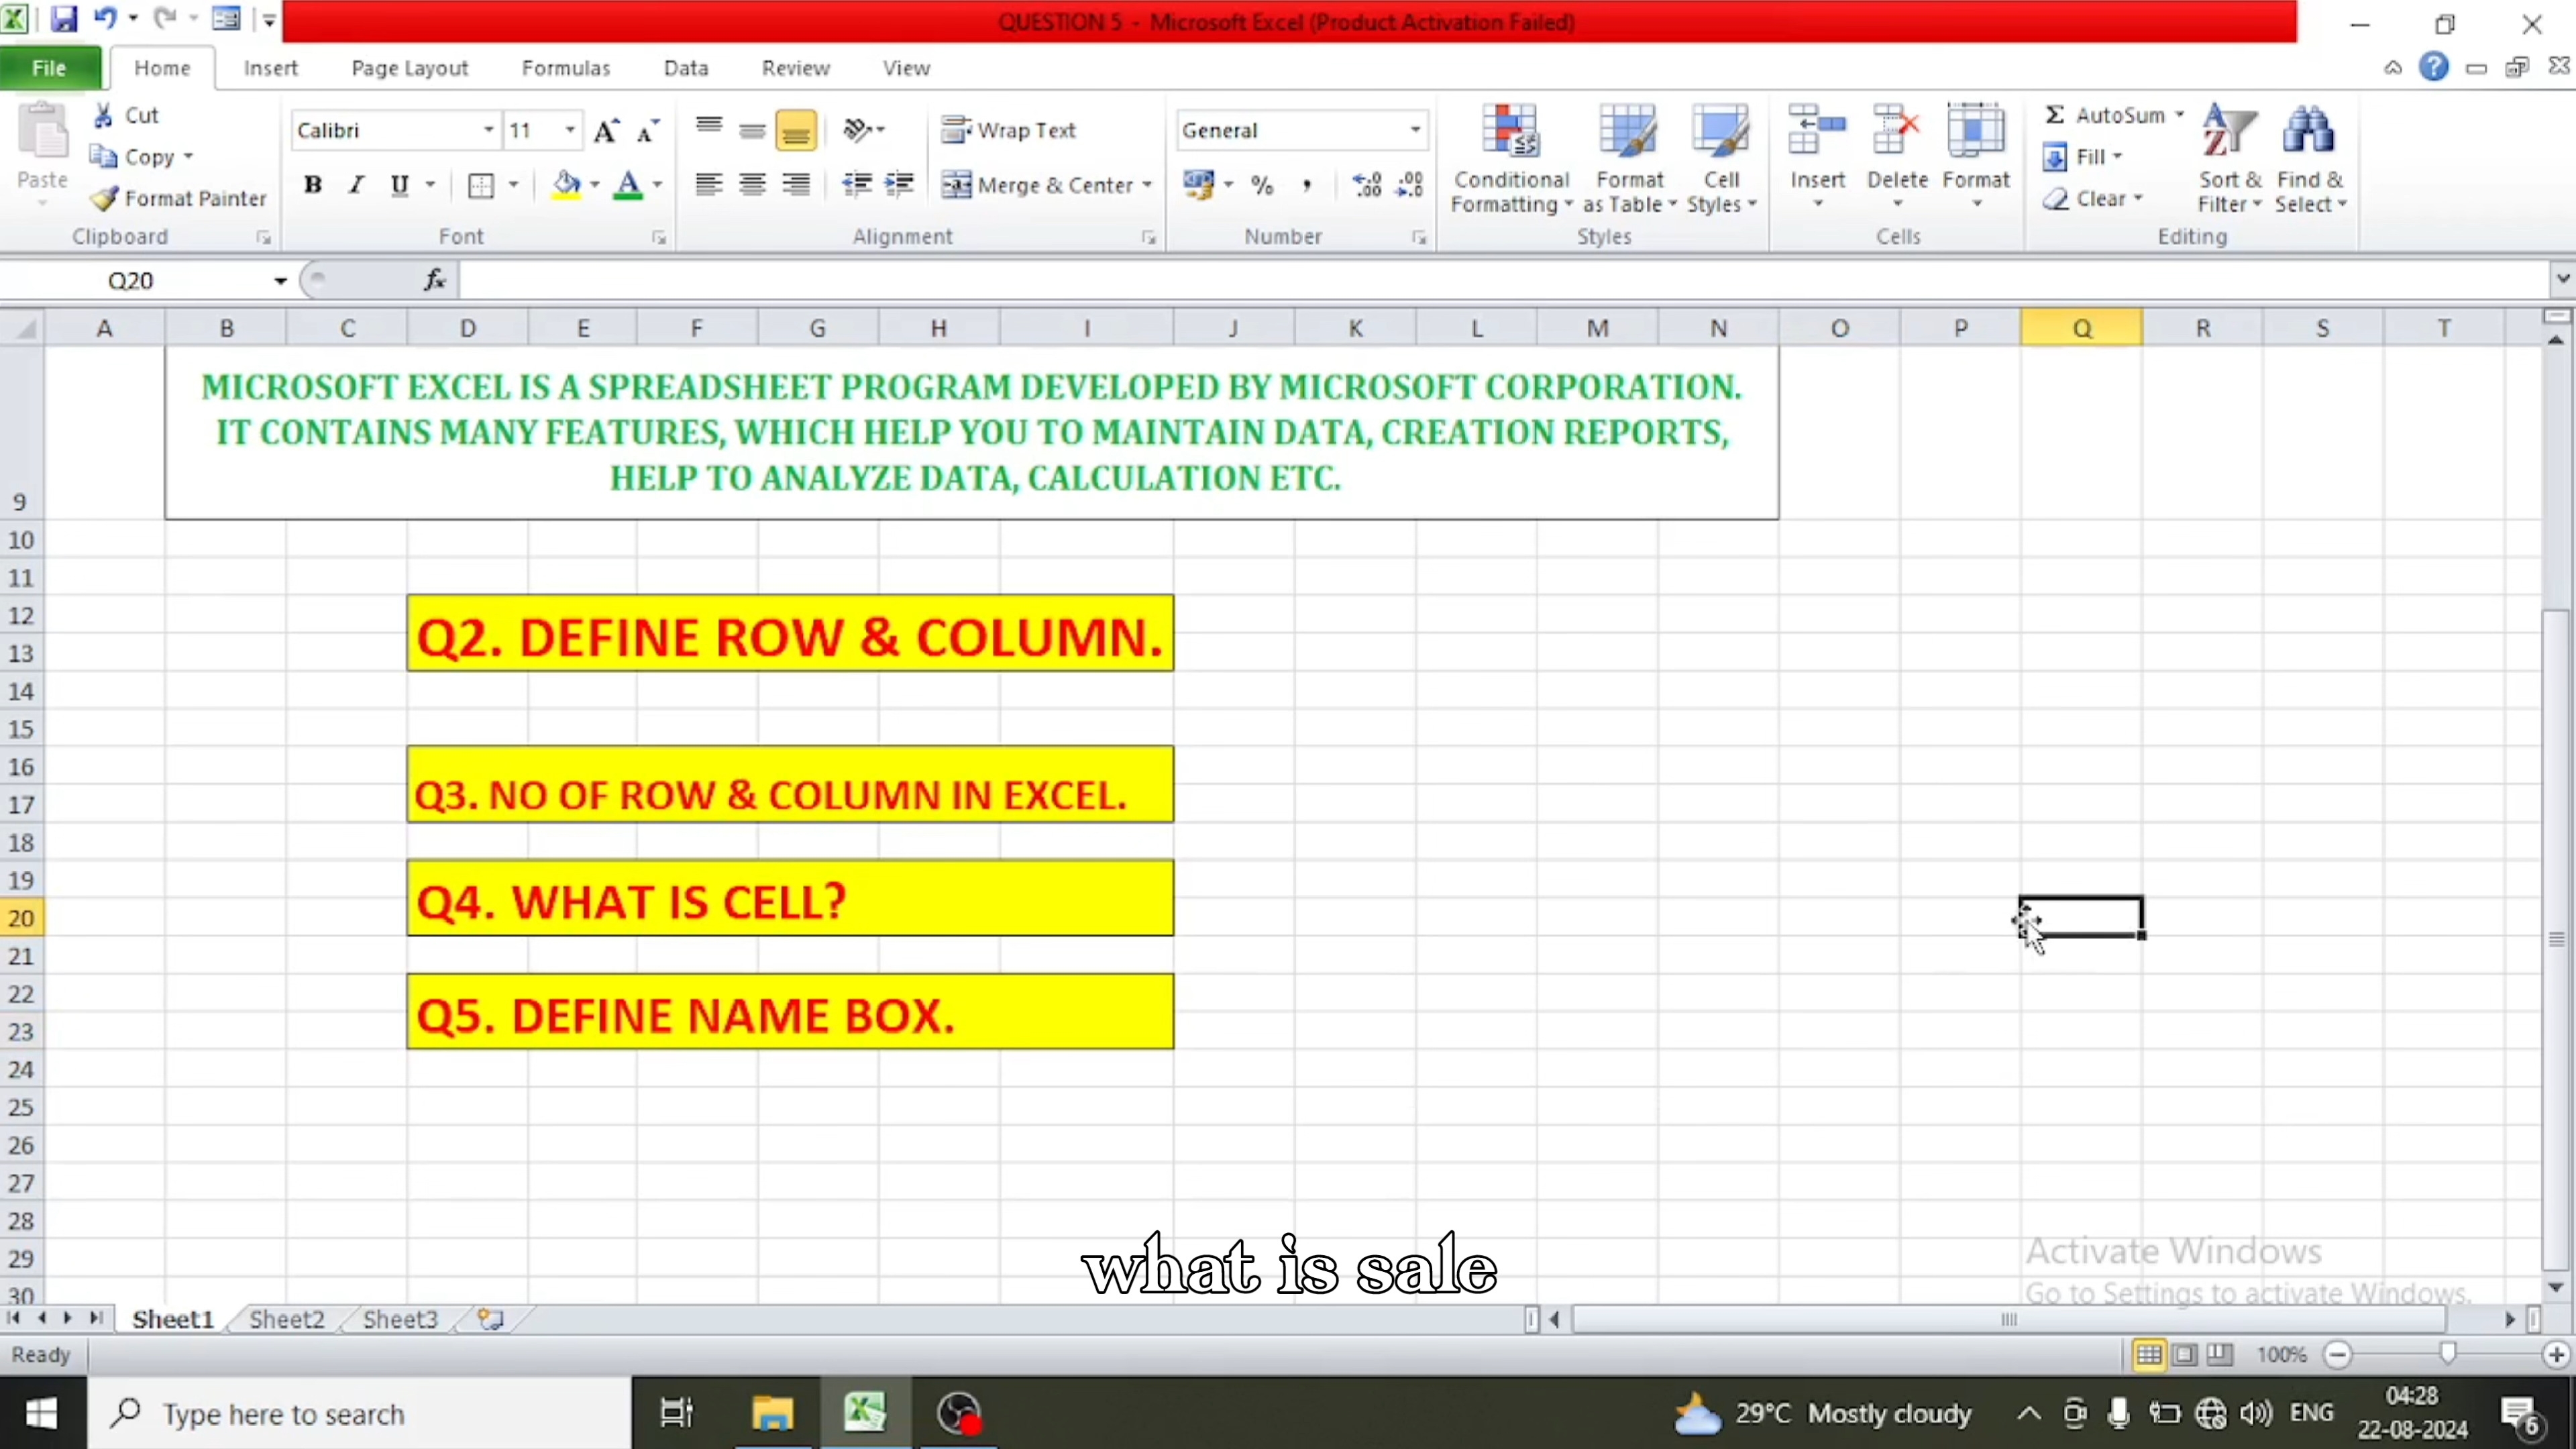 QUESTION 5 - Microsoft Excel (Product Activation Failed)
File Home Insert Page Layout Formulas Data Review View
Paste
Cut
Copy
Format Painter
Clipboard
Calibri 11
B I U
Font
Wrap Text
Merge & Center
Alignment
General
%
Number
Conditional Formatting
Format as Table
Cell Styles
Styles
Insert
Delete
Format
Cells
AutoSum
Fill
Clear
Sort & Filter
Find & Select
Editing
Q20 fx
A B C D E F G H I J K L M N O P Q R S T
MICROSOFT EXCEL IS A SPREADSHEET PROGRAM DEVELOPED BY MICROSOFT CORPORATION.
IT CONTAINS MANY FEATURES, WHICH HELP YOU TO MAINTAIN DATA, CREATION REPORTS,
HELP TO ANALYZE DATA, CALCULATION ETC.
9
10
11
12
Q2. DEFINE ROW & COLUMN.
13
14
15
16
Q3. NO OF ROW & COLUMN IN EXCEL.
17
18
19
Q4. WHAT IS CELL?
20
21
22
Q5. DEFINE NAME BOX.
23
24
25
26
27
28
29
30
what is sale
Activate Windows
Go to Settings to activate Windows.
Sheet1 Sheet2 Sheet3
Ready
100%
Type here to search
29°C Mostly cloudy
ENG
04:28
22-08-2024
6